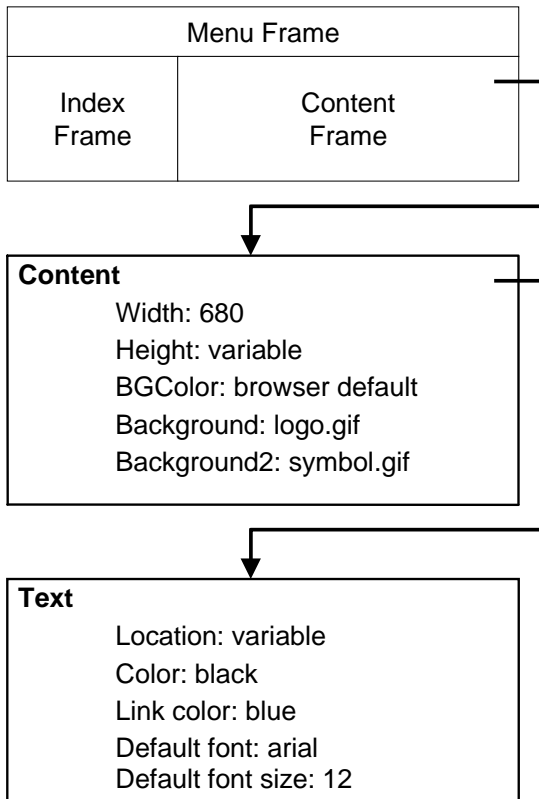 Menu Frame
Index
Frame
Content
Frame
Content
Width: 680
Height: variable
BGColor: browser default
Background: logo.gif
Background2: symbol.gif
Text
Location: variable
Color: black
Link color: blue
Default font: arial
Default font size: 12